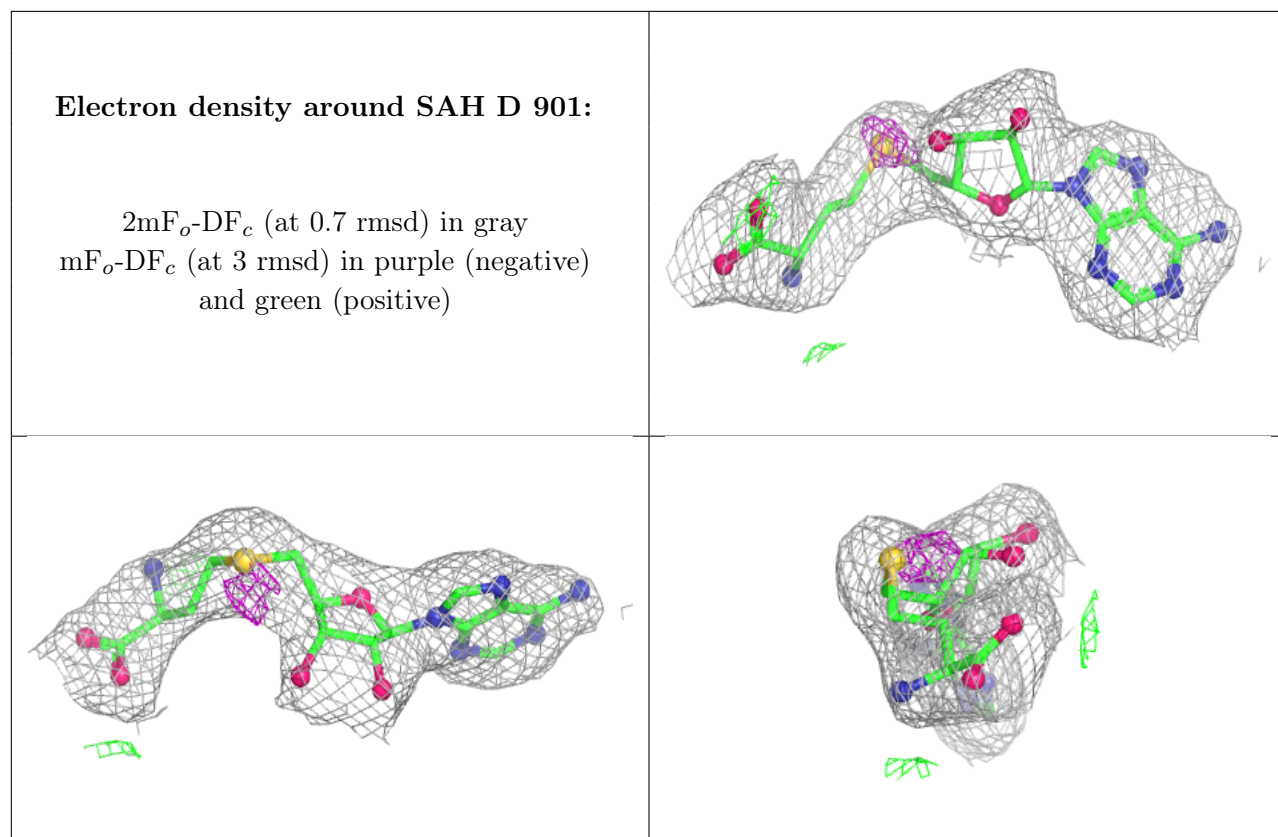 Electron density around SAH D 901:
2mFₒ-DF𝒸 (at 0.7 rmsd) in gray
mFₒ-DF𝒸 (at 3 rmsd) in purple (negative)
and green (positive)